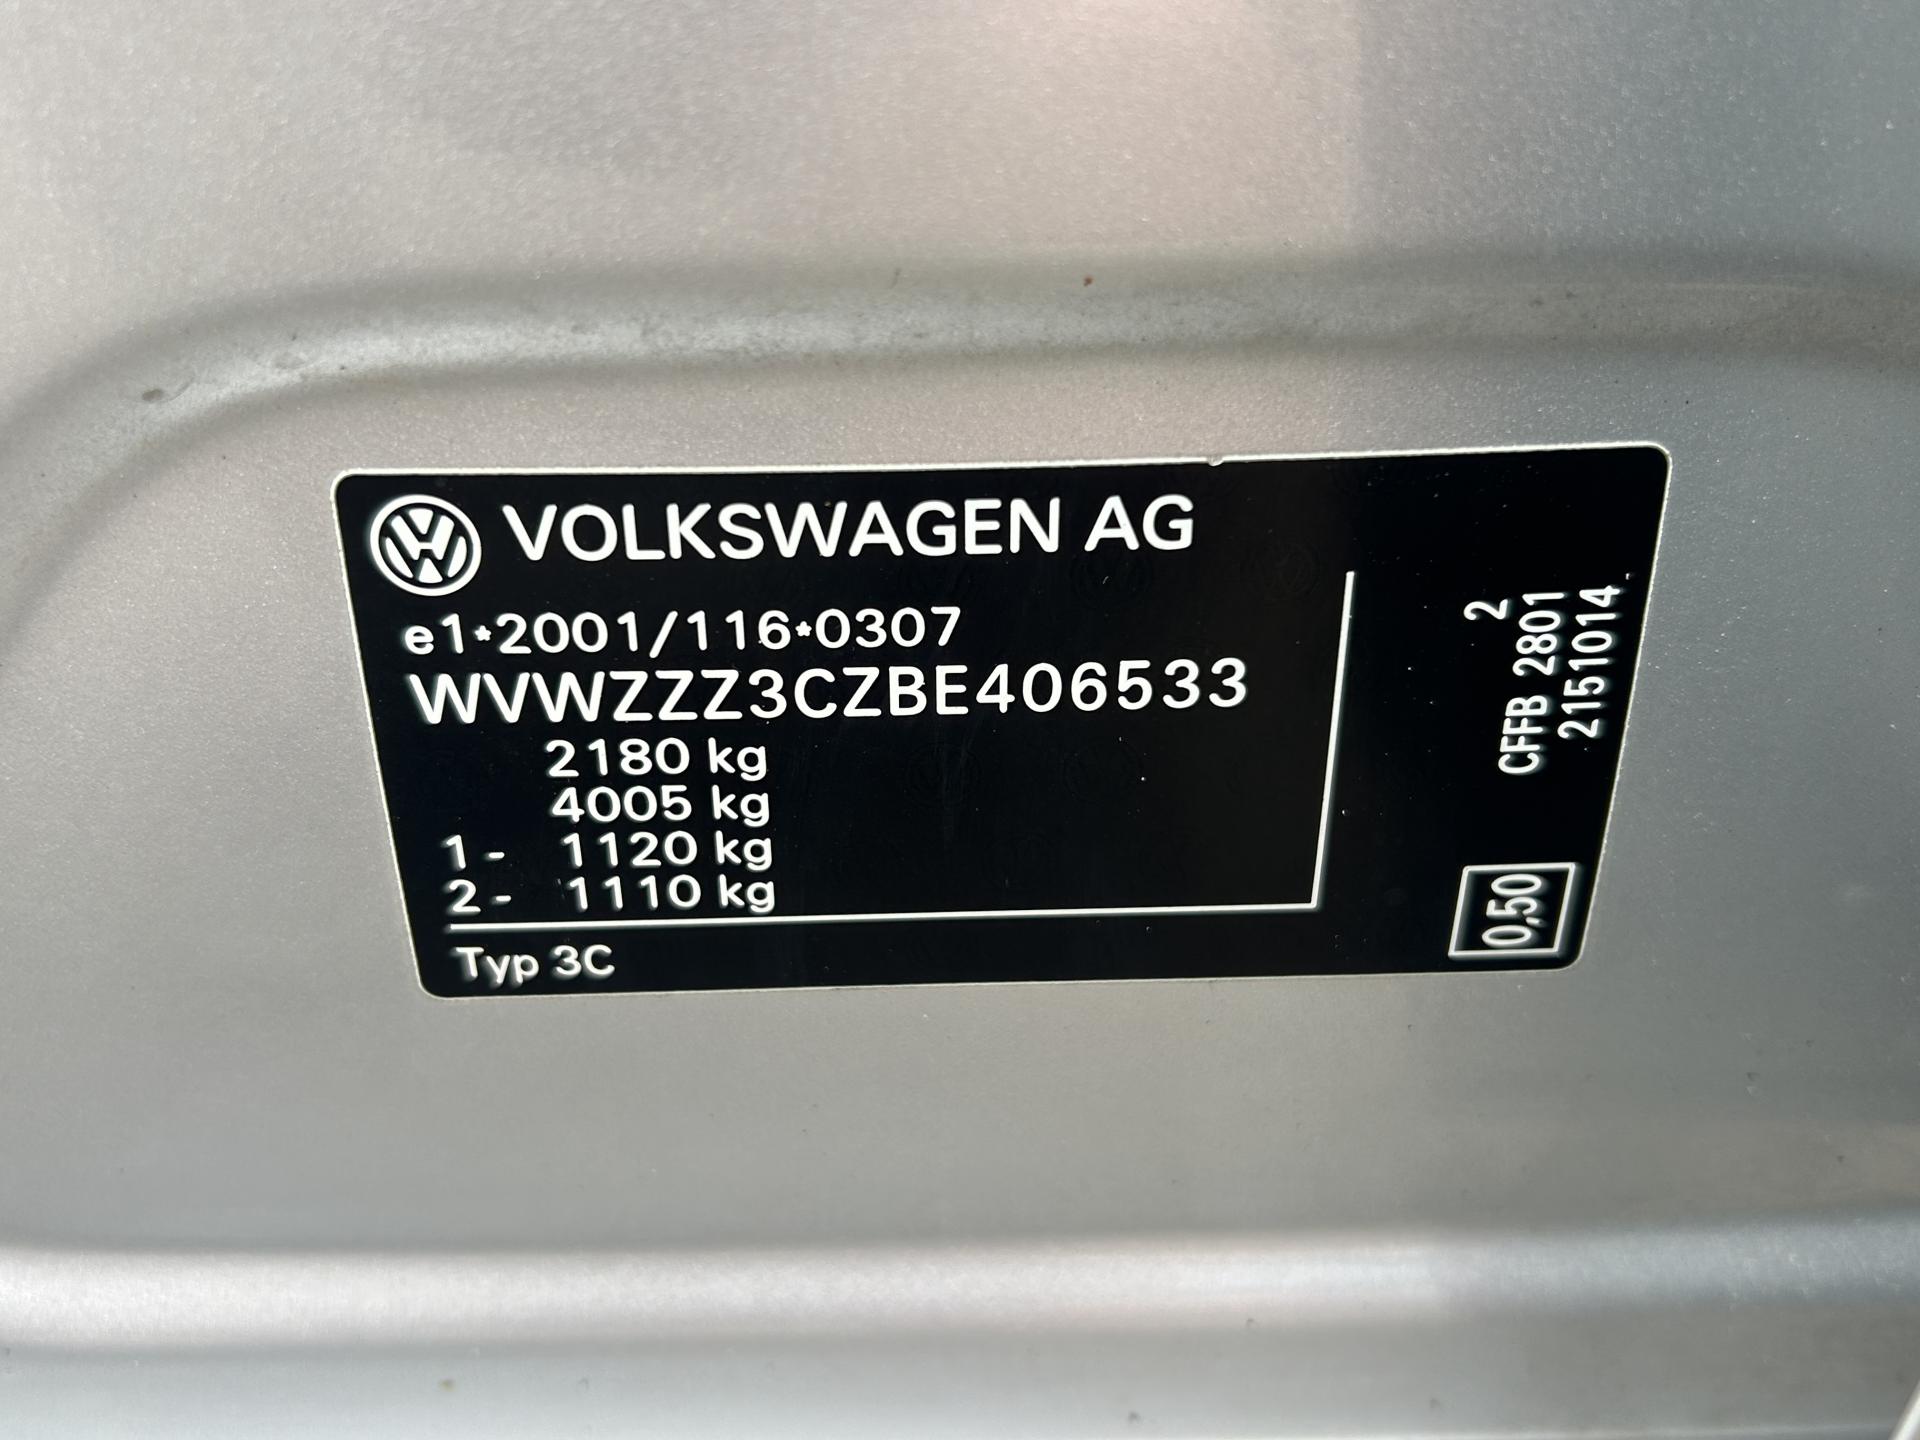 VOLKSWAGEN AG
e1*2001/116*0307
WVWZZZ3CZBE406533
2180 kg
4005 kg
1- 1120 kg
2- 1110 kg
Typ 3C
2
CFFB 2801
2151014
0,50